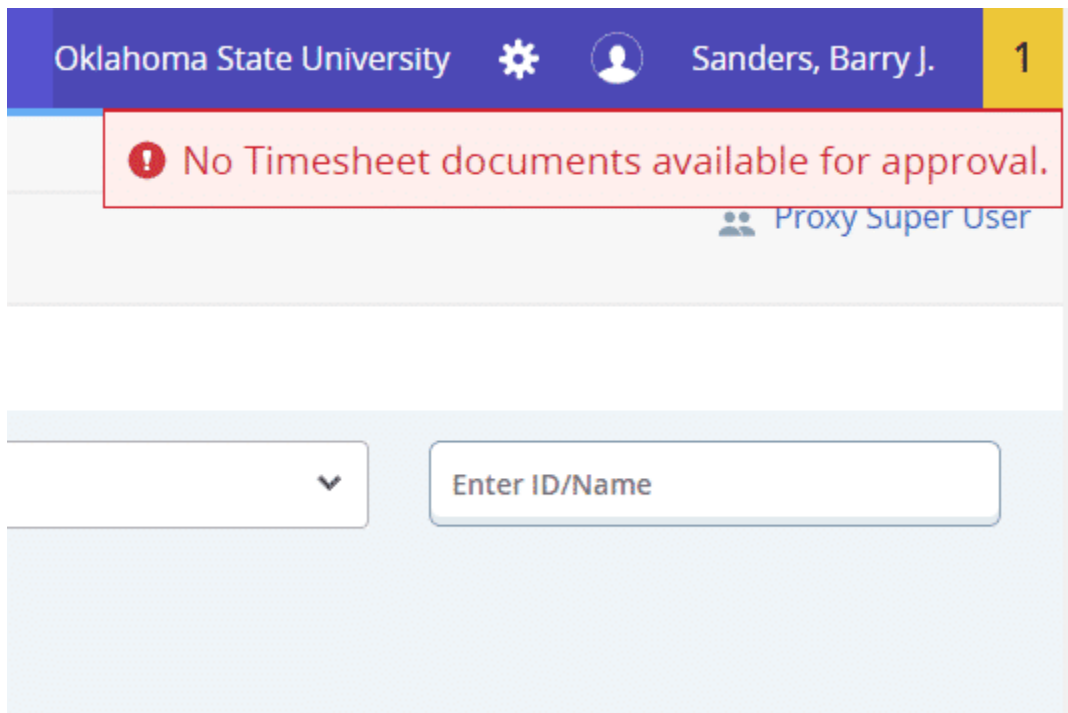 Oklahoma State University Sanders, Barry J. 1
No Timesheet documents available for approval.
Proxy Super User
Enter ID/Name